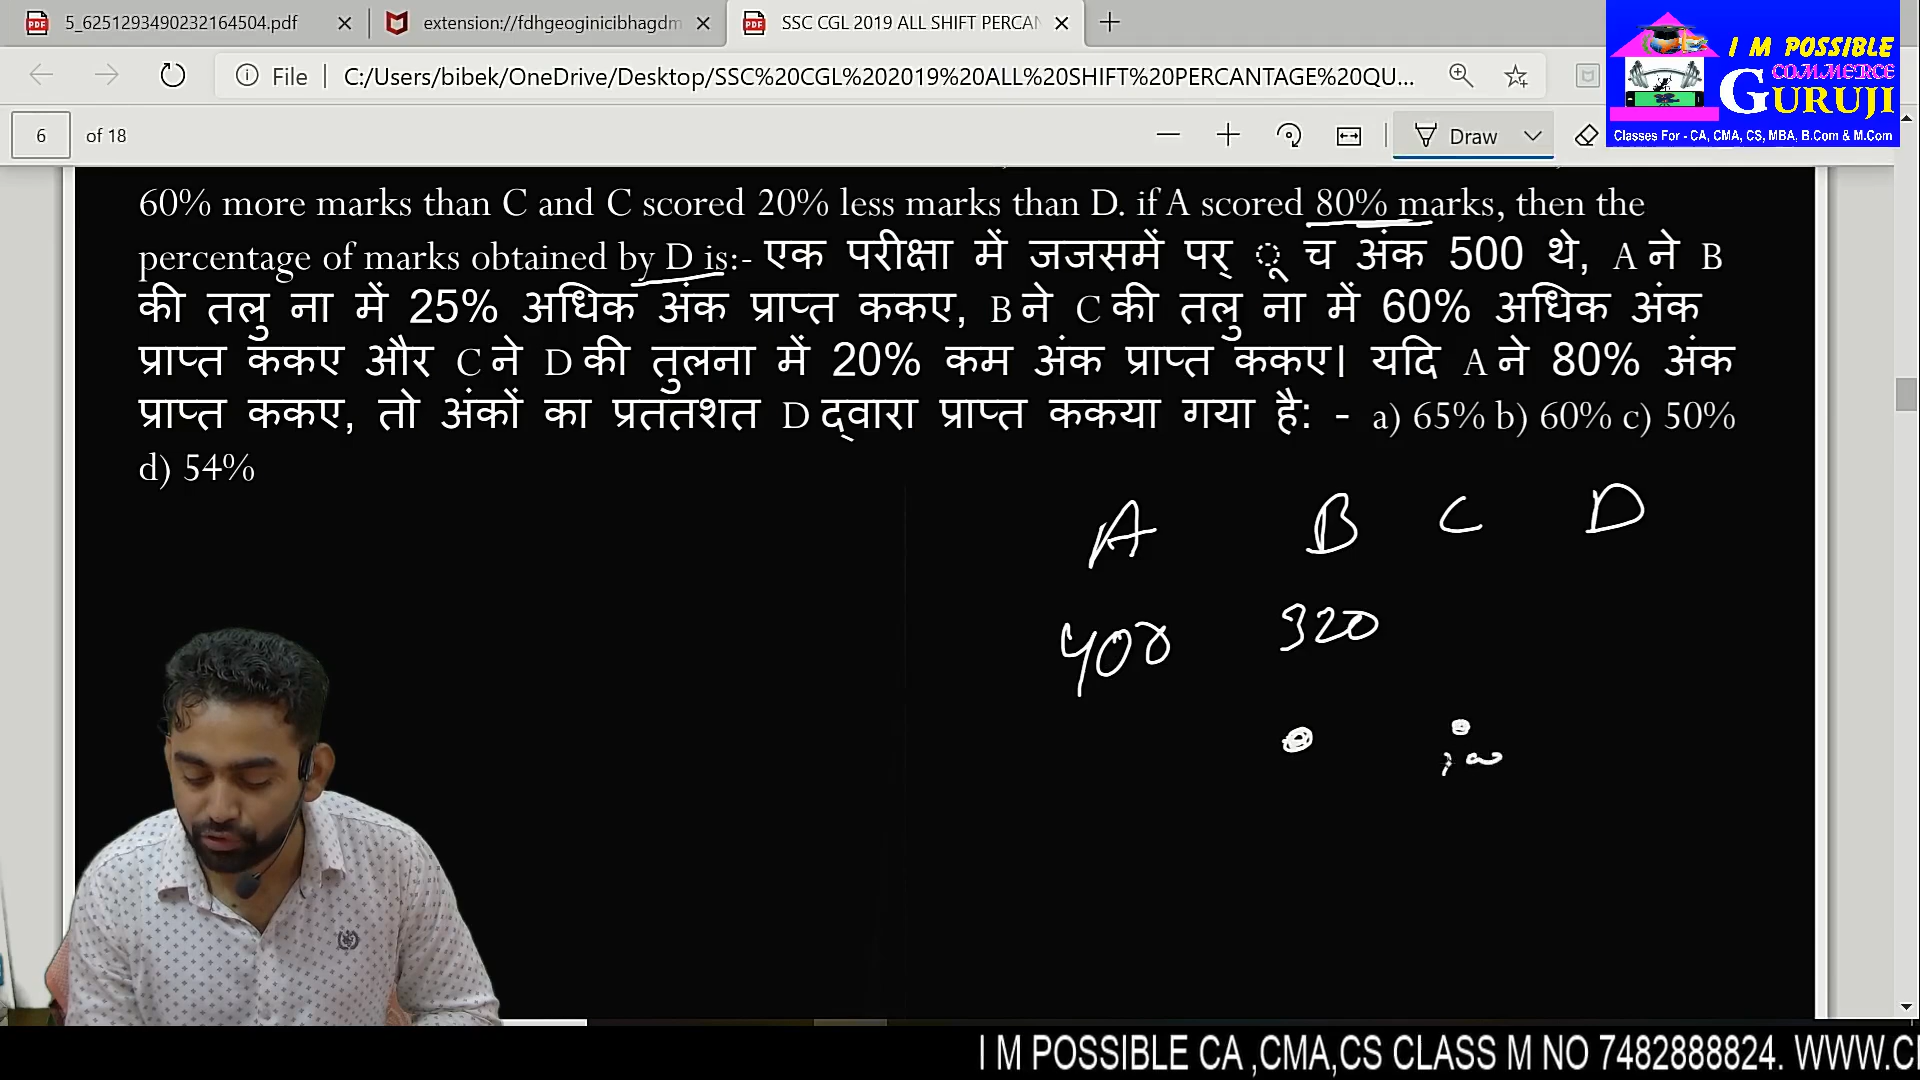 5_6251293490232164504.pdf
extension://fdhgeoginicibhagdm
SSC CGL 2019 ALL SHIFT PERCAN
File
C:/Users/bibek/OneDrive/Desktop/SSC%20CGL%202019%20ALL%20SHIFT%20PERCANTAGE%20QU...
I M POSSIBLE
COMMERCE
GURUJI
Classes For - CA, CMA, CS, MBA, B.Com & M.Com
6 of 18
Draw
60% more marks than C and C scored 20% less marks than D. if A scored 80% marks, then the
percentage of marks obtained by D is:- एक परीक्षा में जजसमें पर् ू च अंक 500 थे, A ने B
की तलु ना में 25% अधिक अंक प्राप्त ककए, B ने C की तलु ना में 60% अधिक अंक
प्राप्त ककए और C ने D की तुलना में 20% कम अंक प्राप्त ककए। यदि A ने 80% अंक
प्राप्त ककए, तो अंकों का प्रततशत D द्वारा प्राप्त ककया गया है: - a) 65% b) 60% c) 50%
d) 54%
A B C D
400 320
I M POSSIBLE CA ,CMA,CS CLASS M NO 7482888824. WWW.C